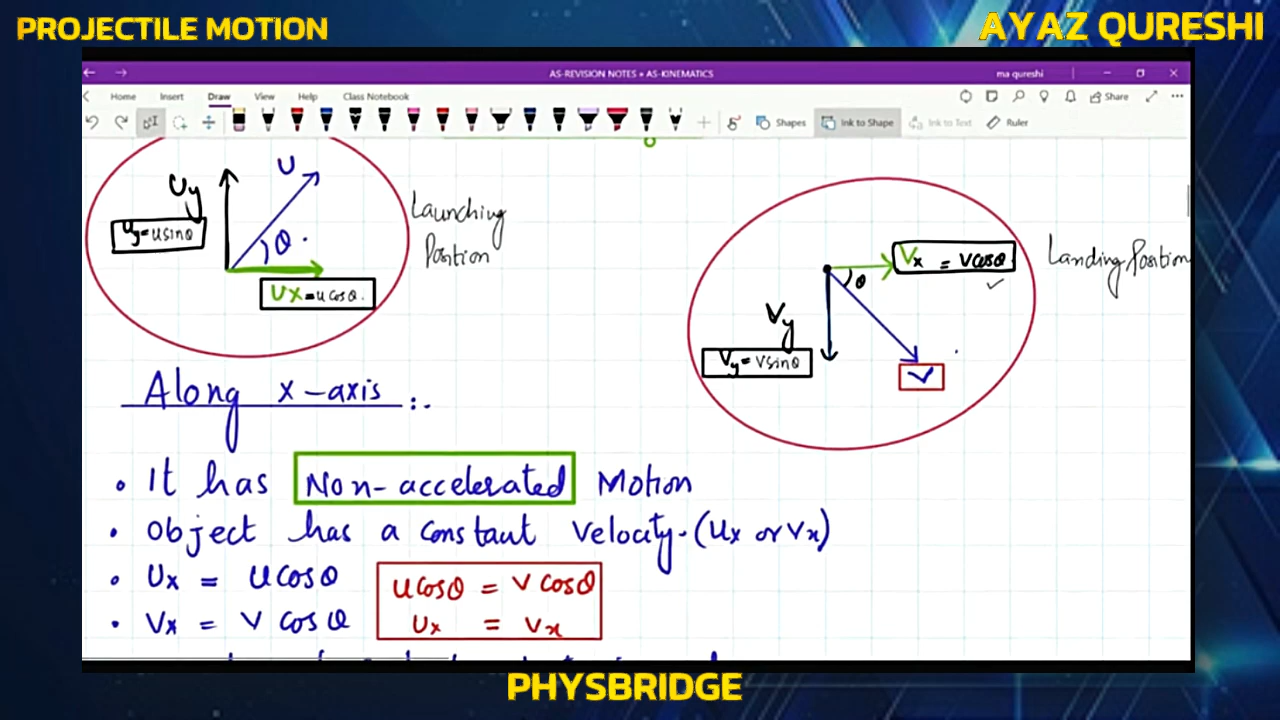 PROJECTILE MOTION
AYAZ QURESHI
AS-REVISION NOTES » AS-KINEMATICS
ma qureshi
Home Insert Draw View Help Class Notebook
Share
Shapes
Ink to Shape
Ink to Text
Ruler
U
Uy
Uy = usinθ
θ
Ux = ucosθ.
Launching
Position
Vx = vcosθ.
θ
Landing Position
Vy
Vy = vsinθ
V
Along x-axis :.
• It has Non-accelerated Motion
• Object has a constant velocity. (Ux or Vx)
• Ux = UCosθ
• Vx = V Cosθ
UCosθ = V Cosθ
Ux = Vx
PHYSBRIDGE